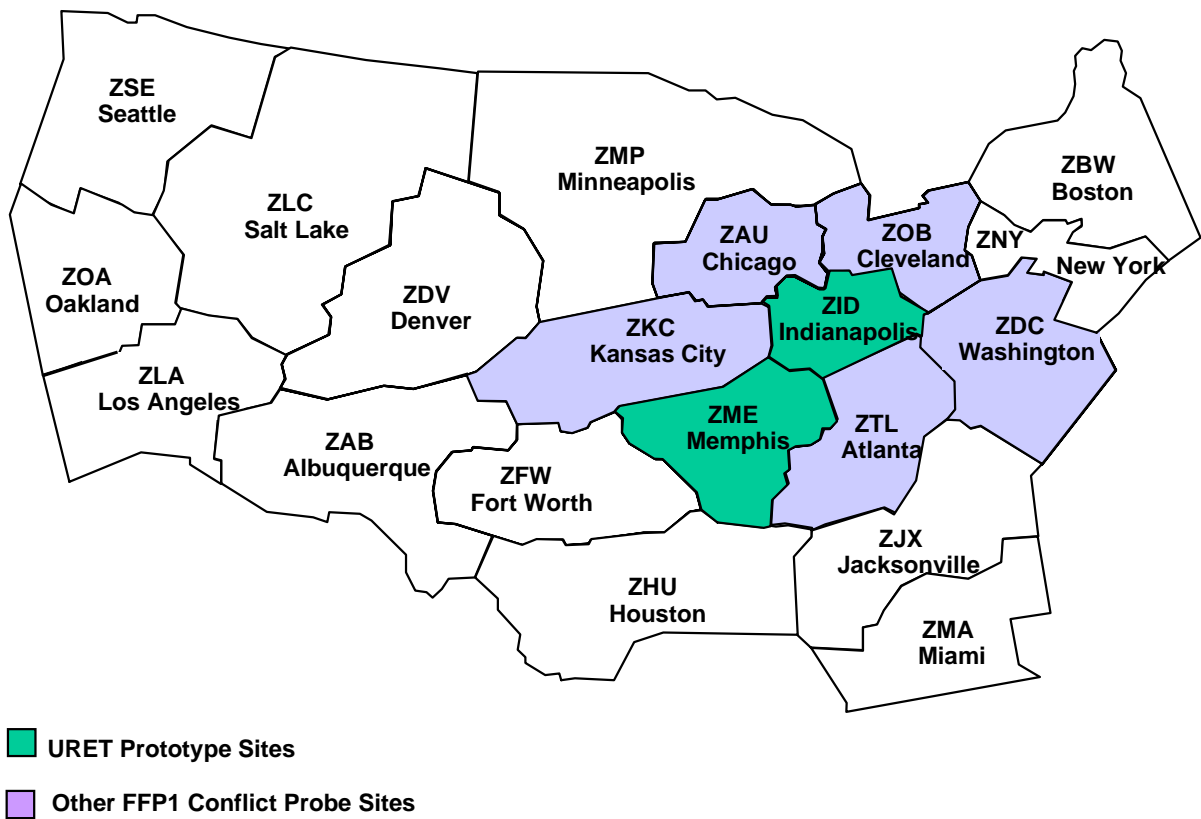 ZSE
Seattle
ZMP
Minneapolis
ZBW
Boston
ZLC
Salt Lake
ZAU
Chicago
ZOB
Cleveland
ZNY
New York
ZOA
Oakland
ZDV
Denver
ZID
Indianapolis
ZKC
Kansas City
ZDC
Washington
ZLA
Los Angeles
ZME
Memphis
ZTL
Atlanta
ZAB
Albuquerque
ZFW
Fort Worth
ZJX
Jacksonville
ZHU
Houston
ZMA
Miami
URET Prototype Sites
Other FFP1 Conflict Probe Sites